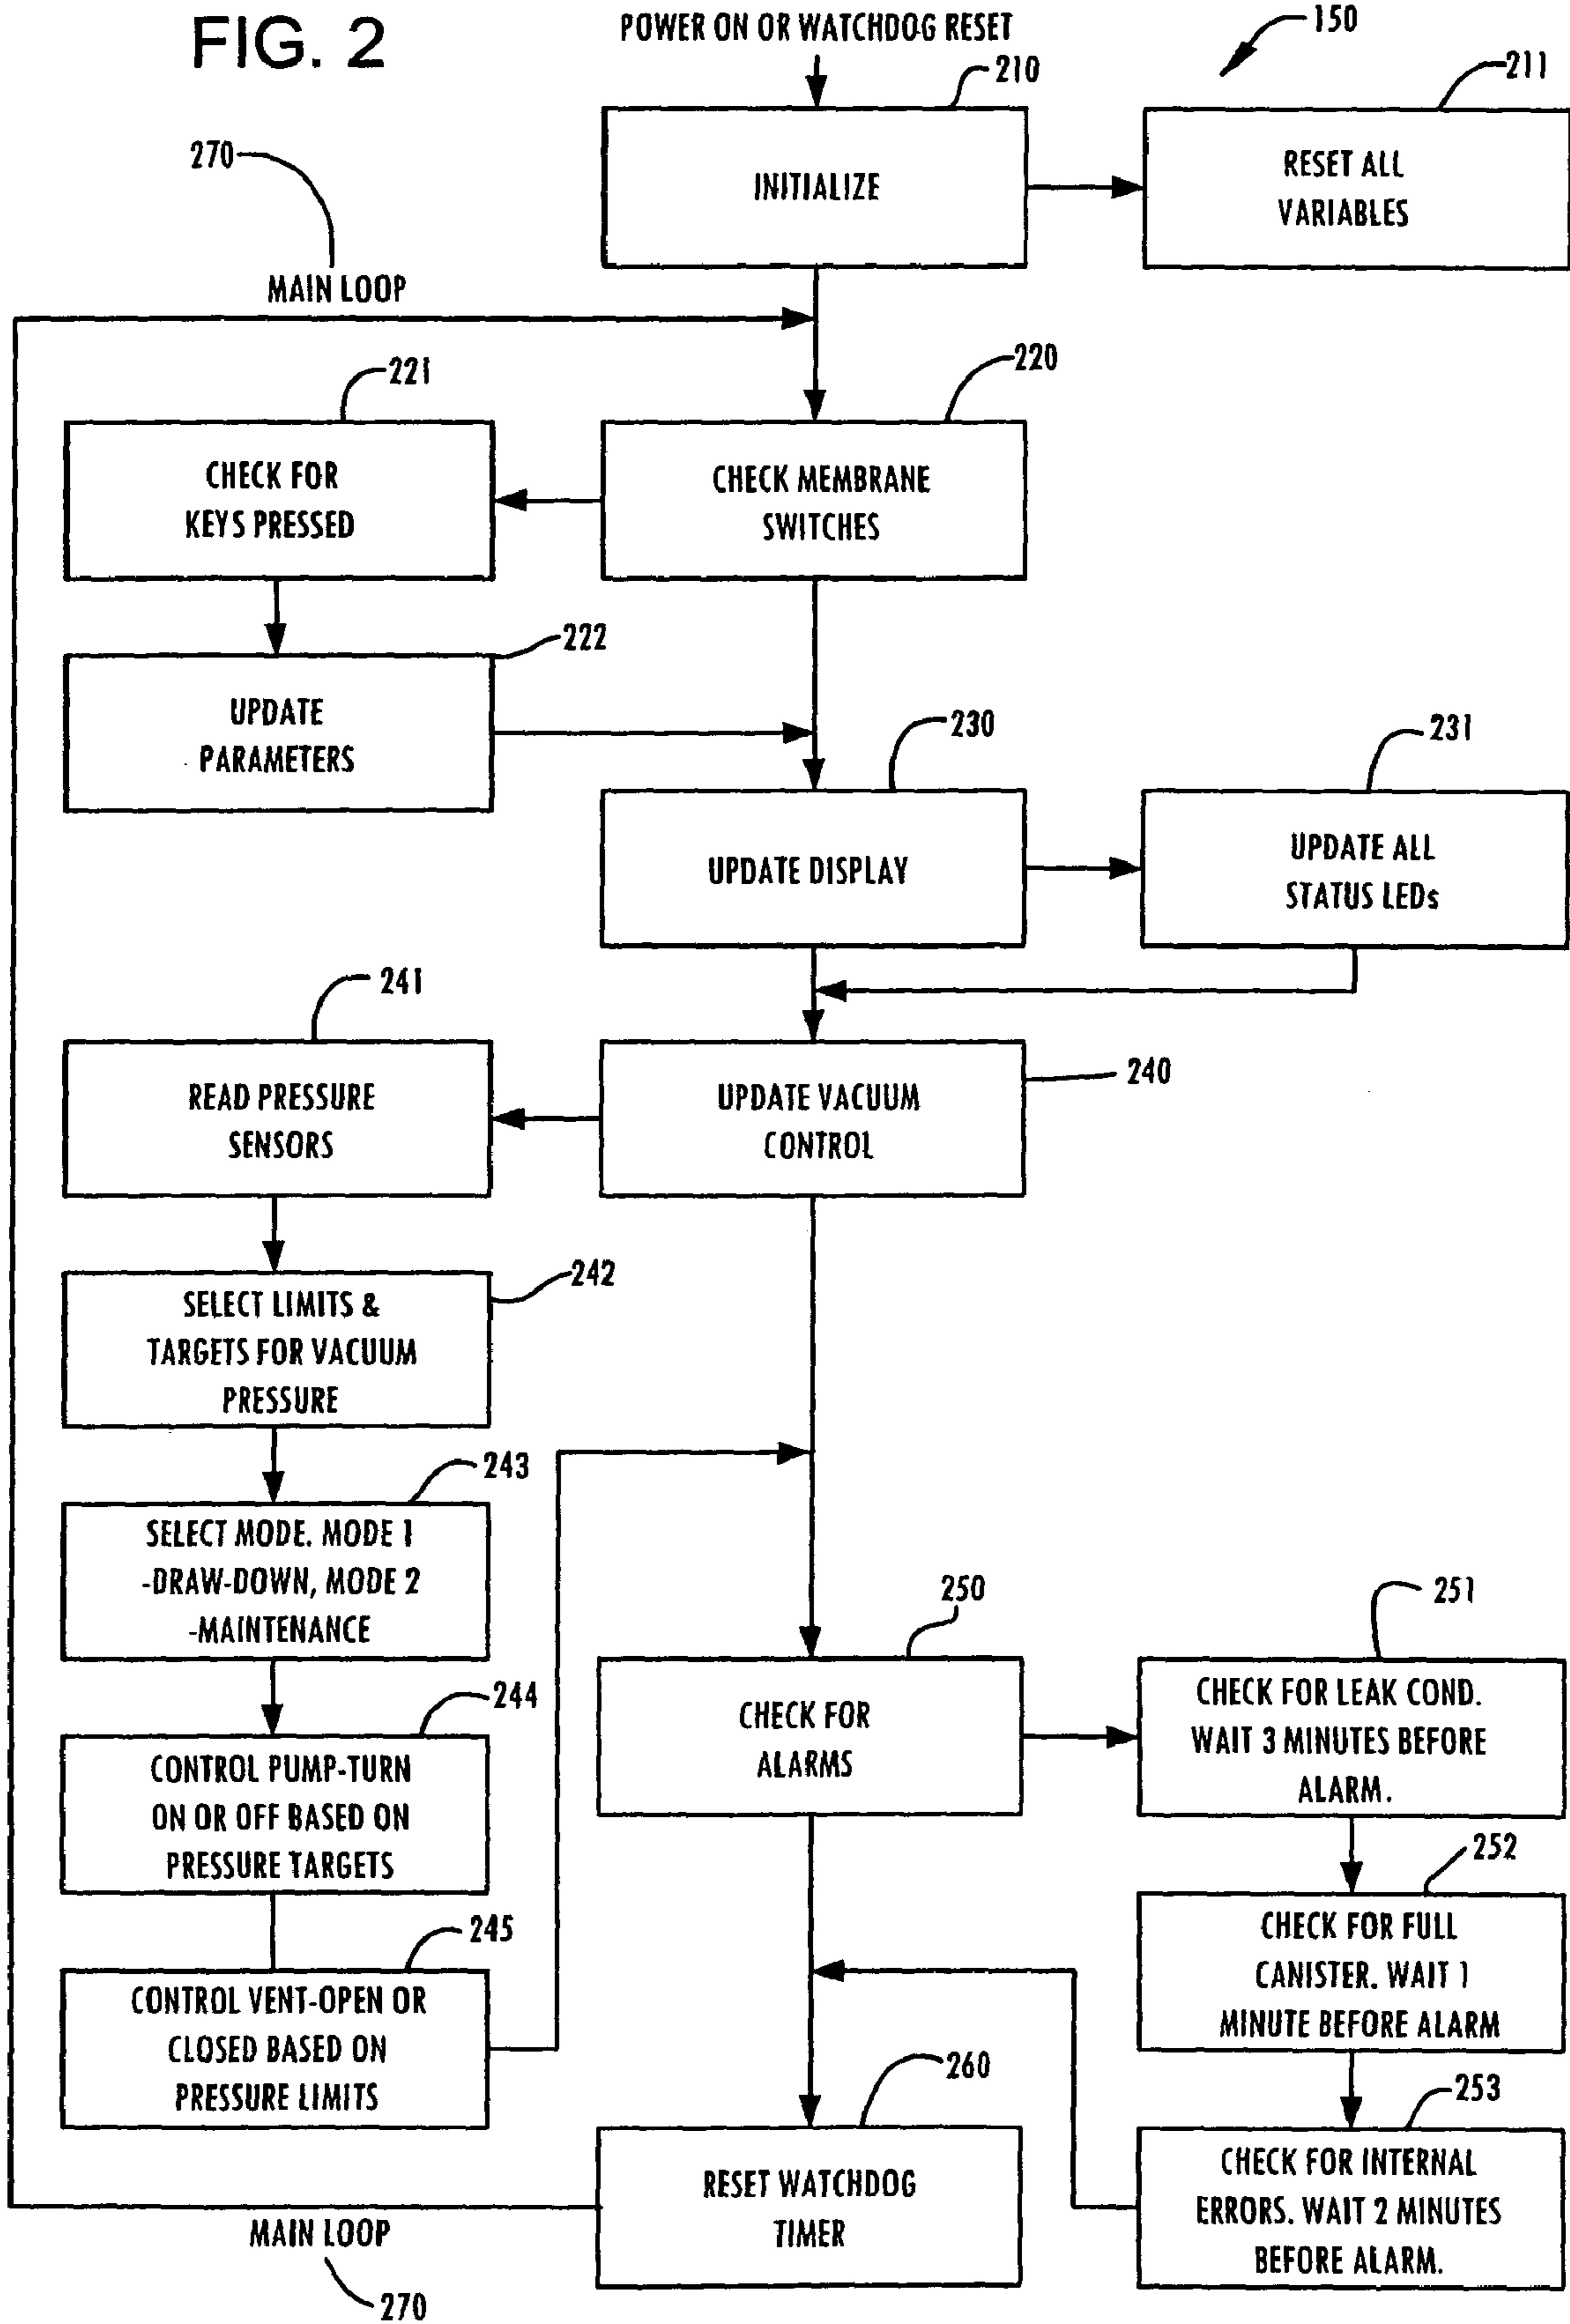 FIG. 2
POWER ON OR WATCHDOG RESET
150
210
211
INITIALIZE
RESET ALL
VARIABLES
270
MAIN LOOP
220
221
CHECK FOR
KEYS PRESSED
CHECK MEMBRANE
SWITCHES
222
UPDATE
PARAMETERS
230
231
UPDATE DISPLAY
UPDATE ALL
STATUS LEDs
241
240
READ PRESSURE
SENSORS
UPDATE VACUUM
CONTROL
242
SELECT LIMITS &
TARGETS FOR VACUUM
PRESSURE
243
SELECT MODE. MODE 1
-DRAW-DOWN, MODE 2
-MAINTENANCE
250
251
CHECK FOR
ALARMS
CHECK FOR LEAK COND.
WAIT 3 MINUTES BEFORE
ALARM.
244
CONTROL PUMP-TURN
ON OR OFF BASED ON
PRESSURE TARGETS
252
CHECK FOR FULL
CANISTER. WAIT 1
MINUTE BEFORE ALARM
245
CONTROL VENT-OPEN OR
CLOSED BASED ON
PRESSURE LIMITS
260
253
RESET WATCHDOG
TIMER
CHECK FOR INTERNAL
ERRORS. WAIT 2 MINUTES
BEFORE ALARM.
MAIN LOOP
270